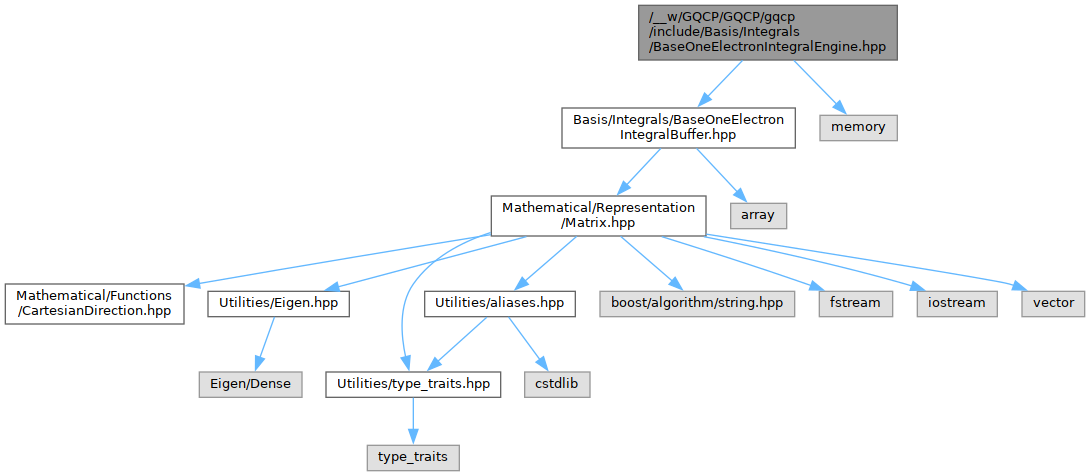 /__w/GQCP/GQCP/gqcp
/include/Basis/Integrals
/BaseOneElectronIntegralEngine.hpp
Basis/Integrals/BaseOneElectron
IntegralBuffer.hpp
memory
Mathematical/Representation
/Matrix.hpp
array
Mathematical/Functions
/CartesianDirection.hpp
Utilities/Eigen.hpp
Utilities/aliases.hpp
boost/algorithm/string.hpp
fstream
iostream
vector
Eigen/Dense
Utilities/type_traits.hpp
cstdlib
type_traits